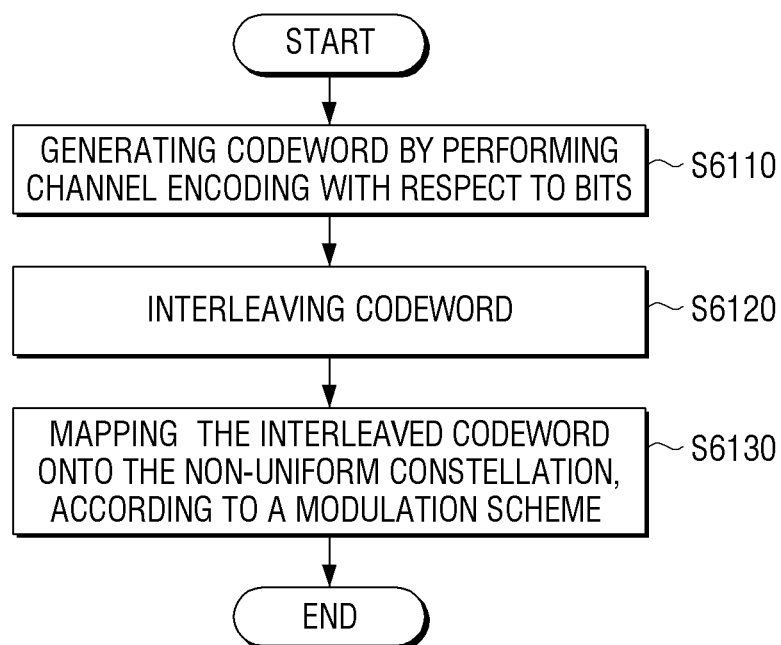 START
GENERATING CODEWORD BY PERFORMING
CHANNEL ENCODING WITH RESPECT TO BITS
S6110
INTERLEAVING CODEWORD
S6120
MAPPING THE INTERLEAVED CODEWORD
ONTO THE NON-UNIFORM CONSTELLATION,
ACCORDING TO A MODULATION SCHEME
S6130
END